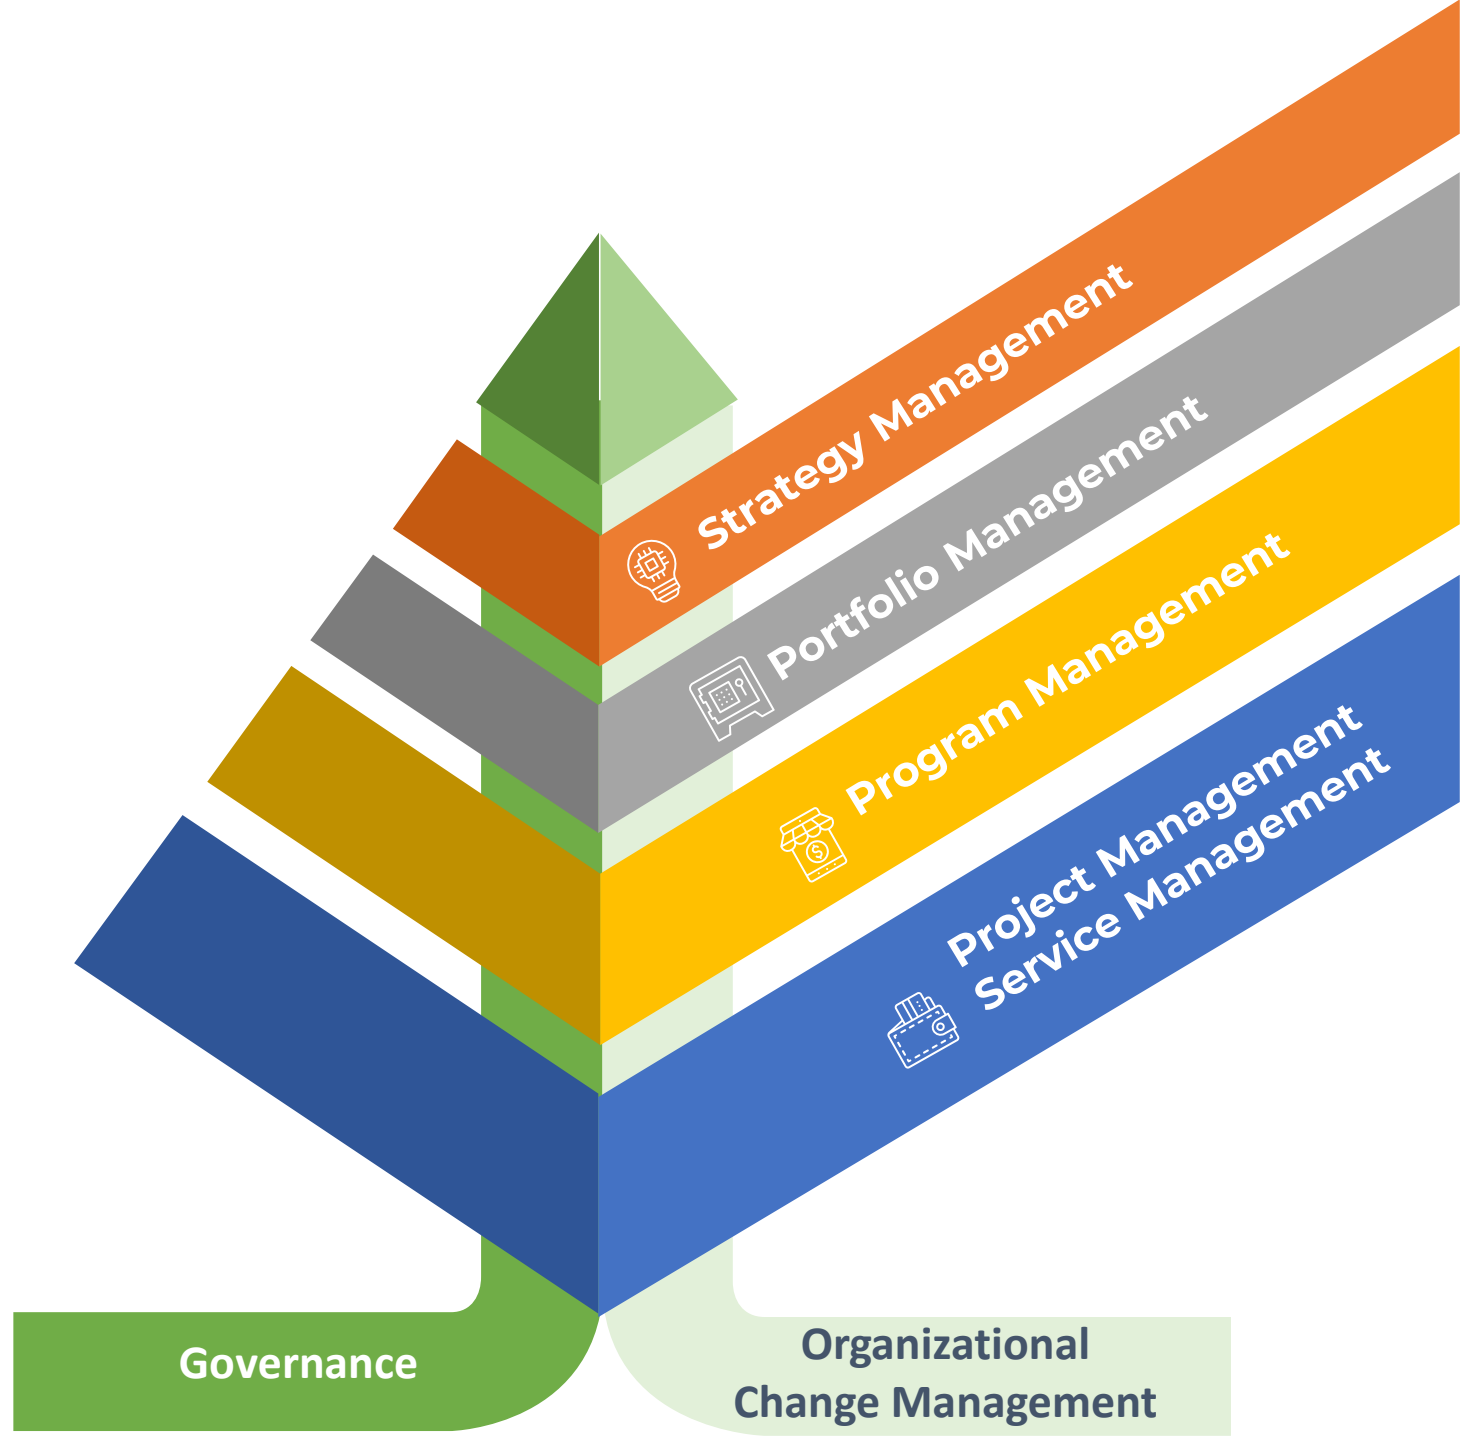 Strategy Management
Portfolio Management
Program Management
Project Management
Service Management
Governance
Organizational
Change Management